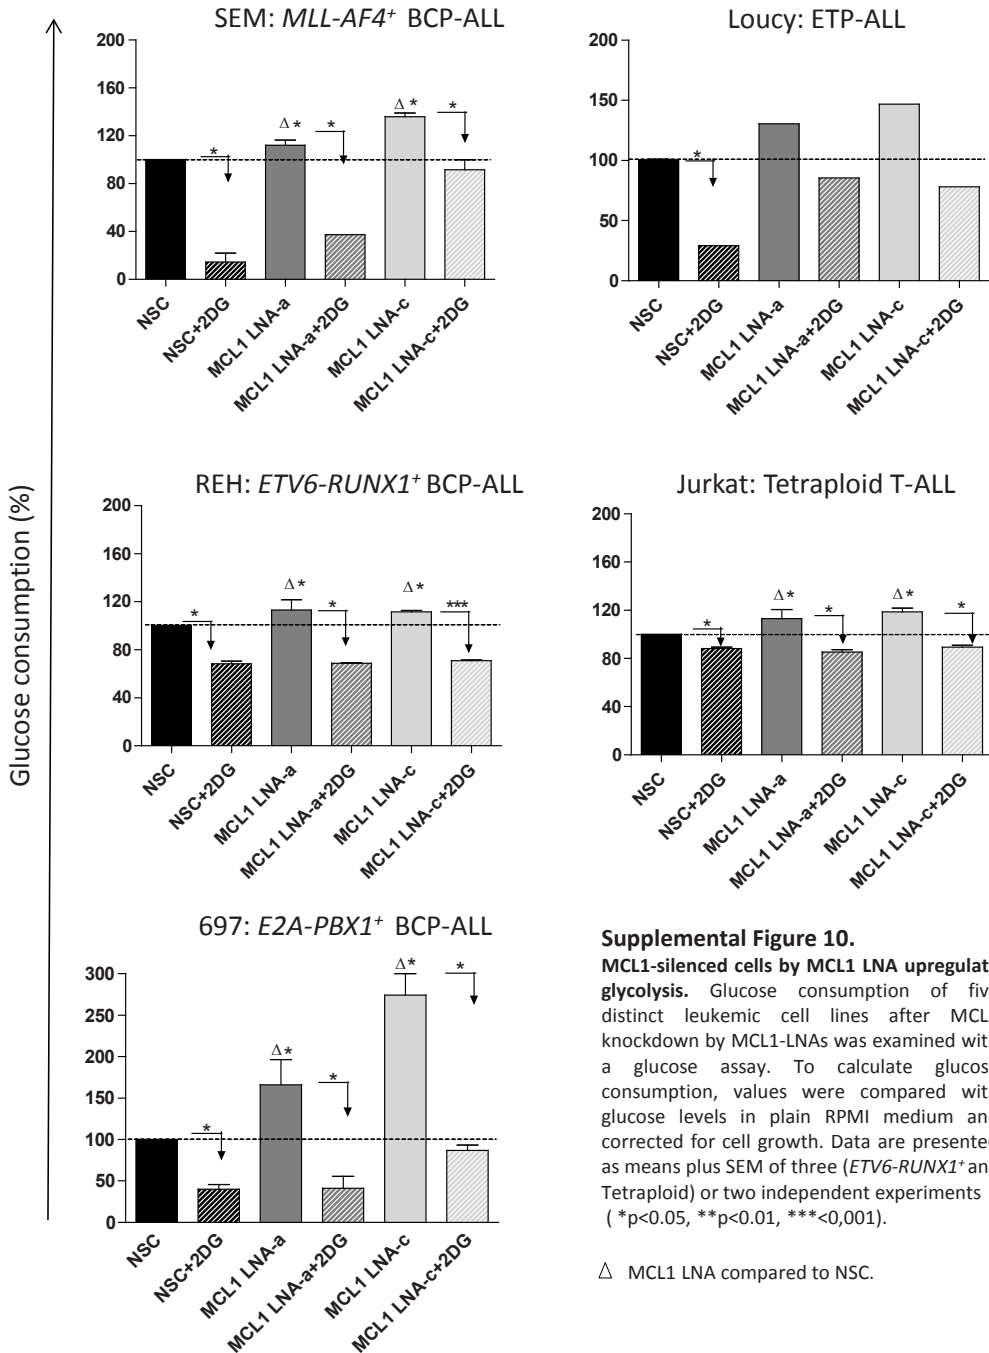 Glucose consumption (%)
SEM: MLL-AF4⁺ BCP-ALL
200
160
120
80
40
0
*
Δ *
*
Δ *
*
NSC
NSC+2DG
MCL1 LNA-a
MCL1 LNA-a+2DG
MCL1 LNA-c
MCL1 LNA-c+2DG
Loucy: ETP-ALL
200
150
100
50
0
*
NSC
NSC+2DG
MCL1 LNA-a
MCL1 LNA-a+2DG
MCL1 LNA-c
MCL1 LNA-c+2DG
REH: ETV6-RUNX1⁺ BCP-ALL
200
160
120
80
40
0
*
Δ *
*
Δ *
***
NSC
NSC+2DG
MCL1 LNA-a
MCL1 LNA-a+2DG
MCL1 LNA-c
MCL1 LNA-c+2DG
Jurkat: Tetraploid T-ALL
200
160
120
80
40
0
*
Δ *
*
Δ *
*
NSC
NSC+2DG
MCL1 LNA-a
MCL1 LNA-a+2DG
MCL1 LNA-c
MCL1 LNA-c+2DG
697: E2A-PBX1⁺ BCP-ALL
300
250
200
150
100
50
0
*
Δ *
*
Δ *
*
NSC
NSC+2DG
MCL1 LNA-a
MCL1 LNA-a+2DG
MCL1 LNA-c
MCL1 LNA-c+2DG
Supplemental Figure 10.
MCL1-silenced cells by MCL1 LNA upregulat
glycolysis. Glucose consumption of fiv
distinct leukemic cell lines after MCL
knockdown by MCL1-LNAs was examined wit
a glucose assay. To calculate glucos
consumption, values were compared wit
glucose levels in plain RPMI medium an
corrected for cell growth. Data are presente
as means plus SEM of three (ETV6-RUNX1⁺ an
Tetraploid) or two independent experiments
( *p<0.05, **p<0.01, ***<0,001).
Δ MCL1 LNA compared to NSC.